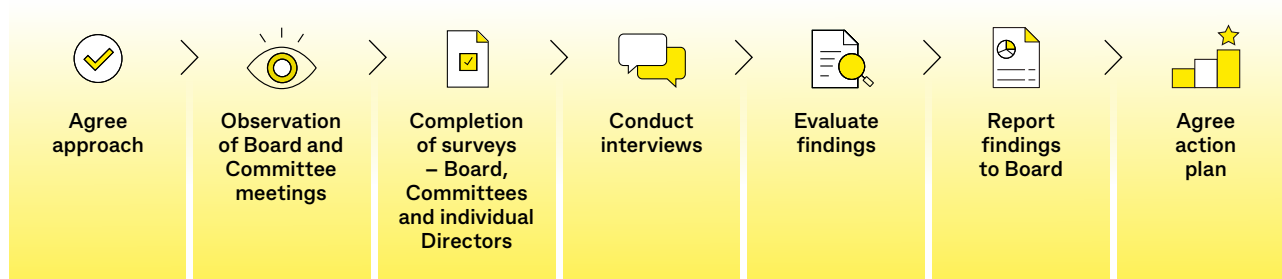 Agree
approach
Observation
of Board and
Committee
meetings
Completion
of surveys
– Board,
Committees
and individual
Directors
Conduct
interviews
Evaluate
findings
Report
findings
to Board
Agree
action
plan